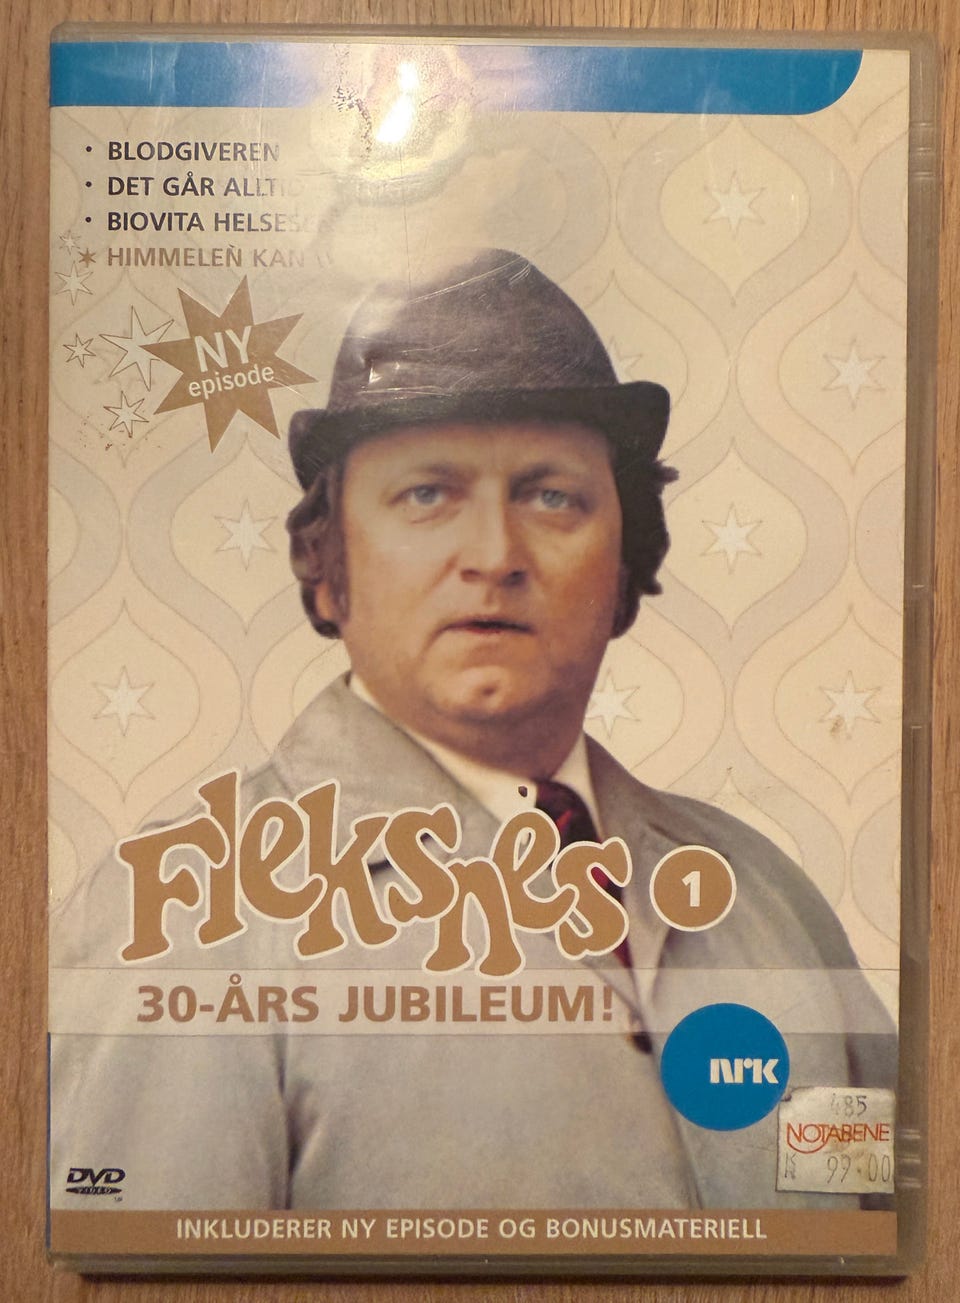 • BLODGIVEREN
• DET GÅR ALLTID
• BIOVITA
* HIMMELEN KAN
NY
episode
Fleksnes 1
30-ÅRS JUBILEUM!
NRK
485
NOTABENE
K 99.00
DVD
VIDEO
INKLUDERER NY EPISODE OG BONUSMATERIELL